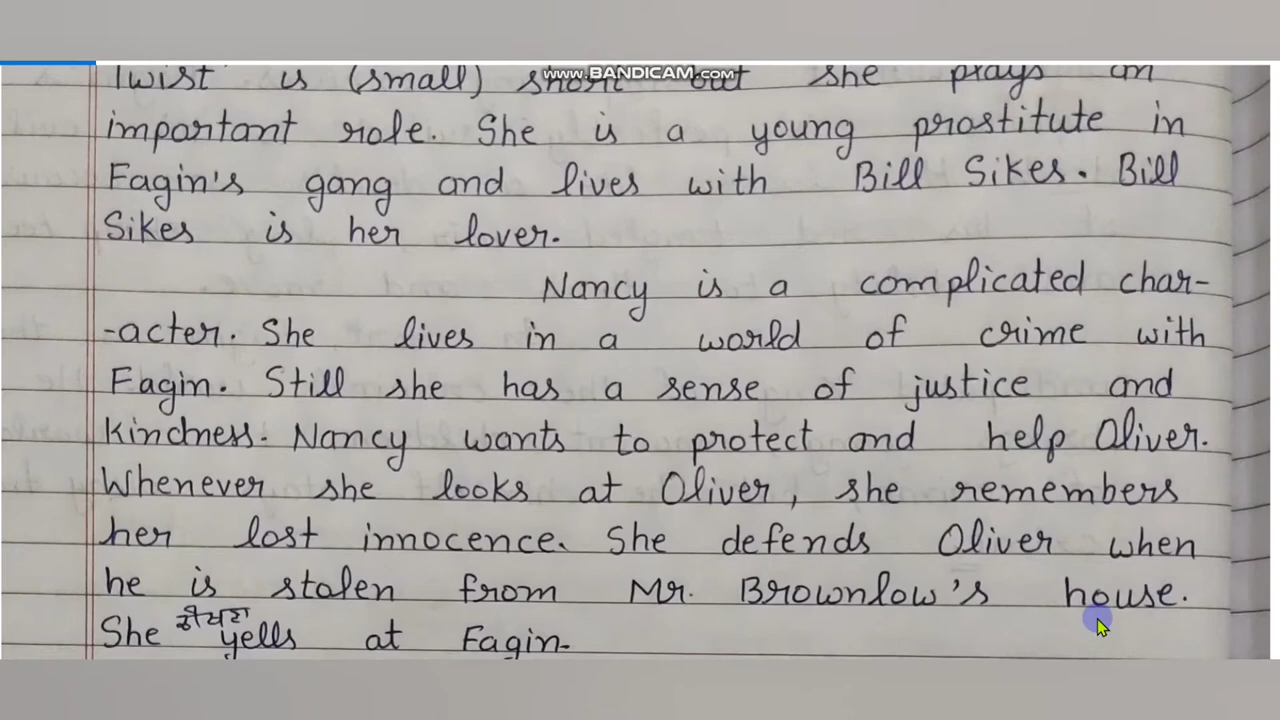 www.BANDICAM.com
Twist is (small) short but she plays an
important role. She is a young prostitute in
Fagin's gang and lives with Bill Sikes. Bill
Sikes is her lover.
Nancy is a complicated char-
-acter. She lives in a world of crime with
Fagin. Still she has a sense of justice and
kindness. Nancy wants to protect and help Oliver.
Whenever she looks at Oliver, she remembers
her lost innocence. She defends Oliver when
he is stolen from Mr. Brownlow's house.
She yells at Fagin.